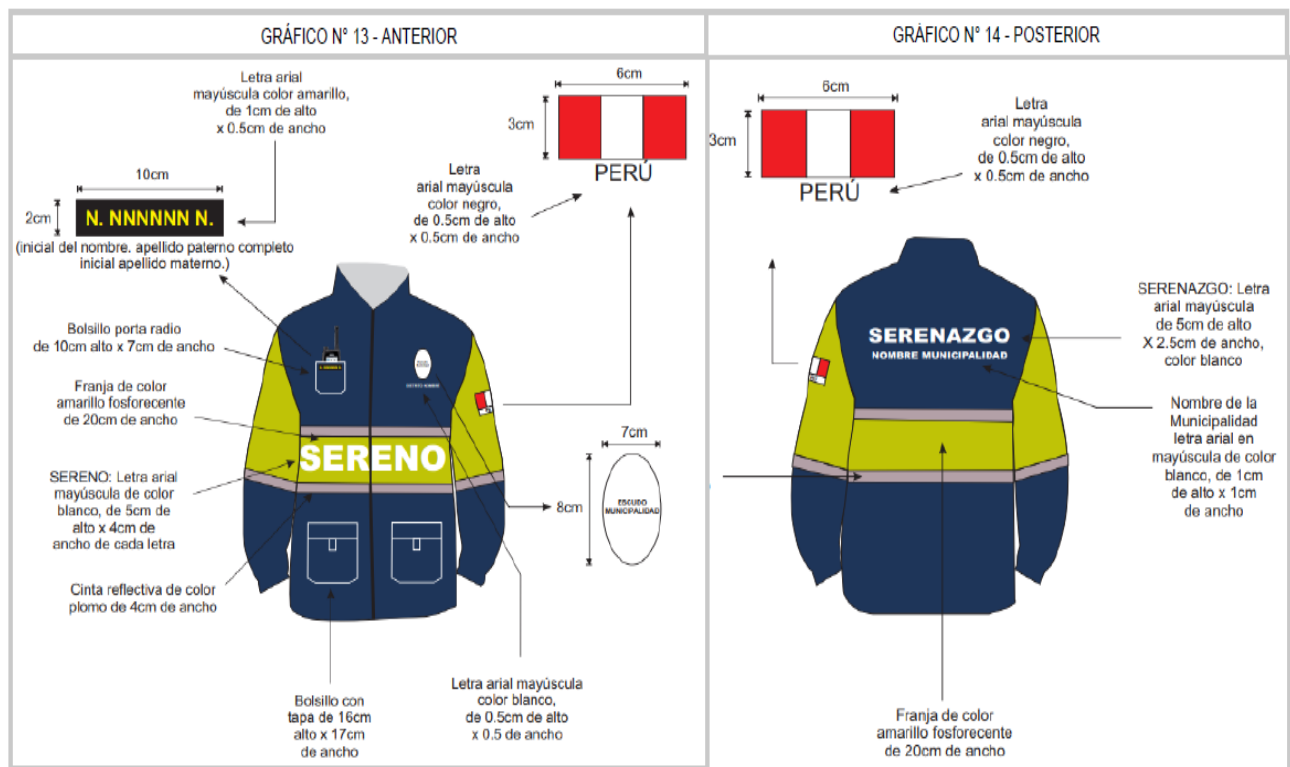 GRÁFICO N° 13 - ANTERIOR
Letra arial
mayúscula color amarillo,
de 1cm de alto
x 0.5cm de ancho
10cm
2cm
N. NNNNNN N.
(inicial del nombre. apellido paterno completo
inicial apellido materno.)
6cm
3cm
PERÚ
Letra
arial mayúscula
color negro,
de 0.5cm de alto
x 0.5cm de ancho
Bolsillo porta radio
de 10cm alto x 7cm de ancho
Franja de color
amarillo fosforecente
de 20cm de ancho
SERENO
SERENO: Letra arial
mayúscula de color
blanco, de 5cm de
alto x 4cm de
ancho de cada letra
Cinta reflectiva de color
plomo de 4cm de ancho
7cm
8cm
ESCUDO
MUNICIPALIDAD
Bolsillo con
tapa de 16cm
alto x 17cm
de ancho
Letra arial mayúscula
color blanco,
de 0.5cm de alto
x 0.5 de ancho
GRÁFICO N° 14 - POSTERIOR
6cm
3cm
PERÚ
Letra
arial mayúscula
color negro,
de 0.5cm de alto
x 0.5cm de ancho
SERENAZGO
NOMBRE MUNICIPALIDAD
SERENAZGO: Letra
arial mayúscula
de 5cm de alto
X 2.5cm de ancho,
color blanco
Nombre de la
Municipalidad
letra arial en
mayúscula de color
blanco, de 1cm
de alto x 1cm
de ancho
Franja de color
amarillo fosforecente
de 20cm de ancho